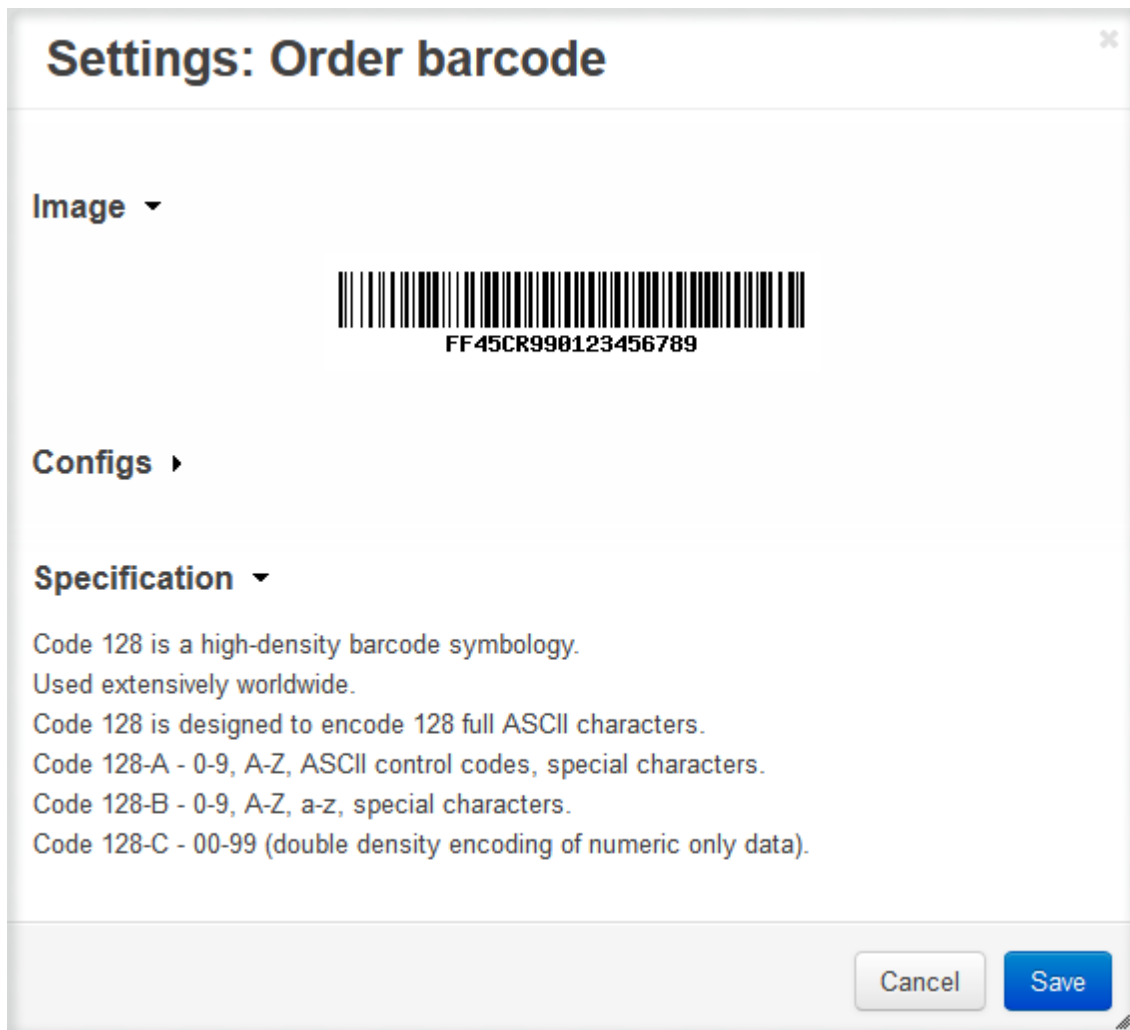 Settings: Order barcode
Image
FF45CR990123456789
Configs
Specification
Code 128 is a high-density barcode symbology.
Used extensively worldwide.
Code 128 is designed to encode 128 full ASCII characters.
Code 128-A - 0-9, A-Z, ASCII control codes, special characters.
Code 128-B - 0-9, A-Z, a-z, special characters.
Code 128-C - 00-99 (double density encoding of numeric only data).
Cancel Save